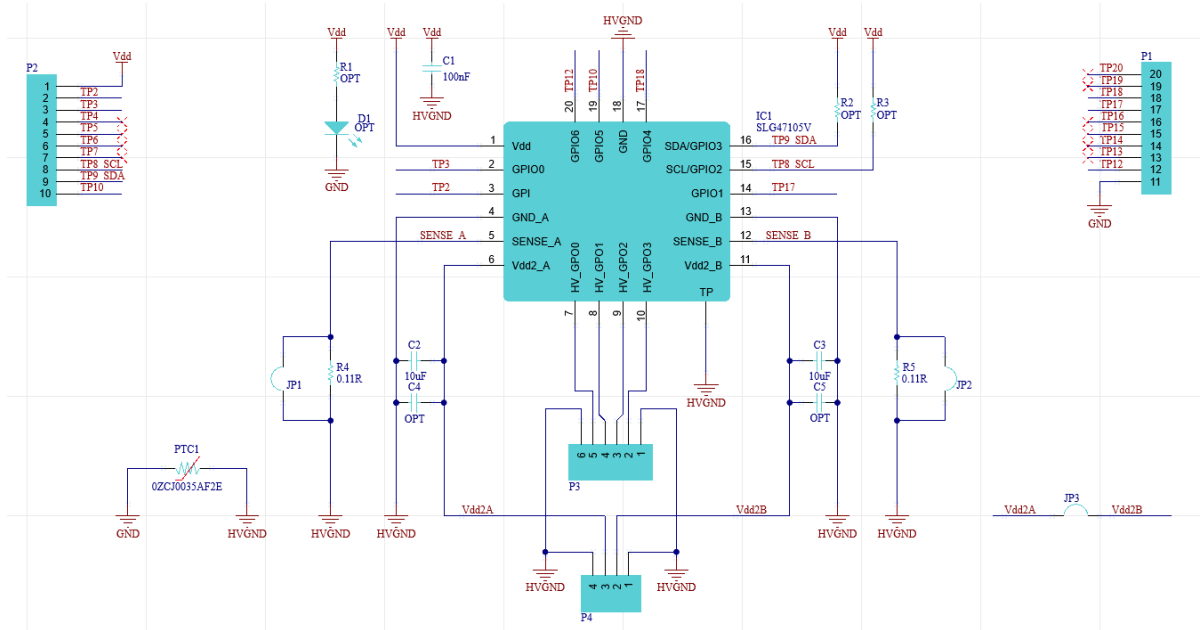 HVGND
Vdd
Vdd
Vdd
Vdd
Vdd
P2
Vdd
1
2
3
4
5
6
7
8
9
10
TP2
TP3
TP4
TP5
TP6
TP7
TP8_SCL
TP9_SDA
TP10
R1
OPT
D1
OPT
GND
C1
100nF
HVGND
TP12
TP10
TP18
20
19
18
17
GPIO6
GPIO5
GND
GPIO4
R2
OPT
R3
OPT
IC1
SLG47105V
1
Vdd
TP3
2
GPIO0
TP2
3
GPI
4
GND_A
SENSE_A
5
SENSE_A
6
Vdd2_A
SDA/GPIO3
16
TP9_SDA
SCL/GPIO2
15
TP8_SCL
GPIO1
14
TP17
GND_B
13
SENSE_B
12
SENSE_B
Vdd2_B
11
HV_GPO0
HV_GPO1
HV_GPO2
HV_GPO3
TP
7
8
9
10
P1
TP20
TP19
TP18
TP17
TP16
TP15
TP14
TP13
TP12
20
19
18
17
16
15
14
13
12
11
GND
JP1
R4
0.11R
C2
10uF
C4
OPT
C3
10uF
C5
OPT
R5
0.11R
JP2
HVGND
6
5
4
3
2
1
P3
PTC1
0ZCJ0035AF2E
GND
HVGND
HVGND
HVGND
Vdd2A
Vdd2B
HVGND
HVGND
Vdd2A
JP3
Vdd2B
HVGND
4
3
2
1
HVGND
P4